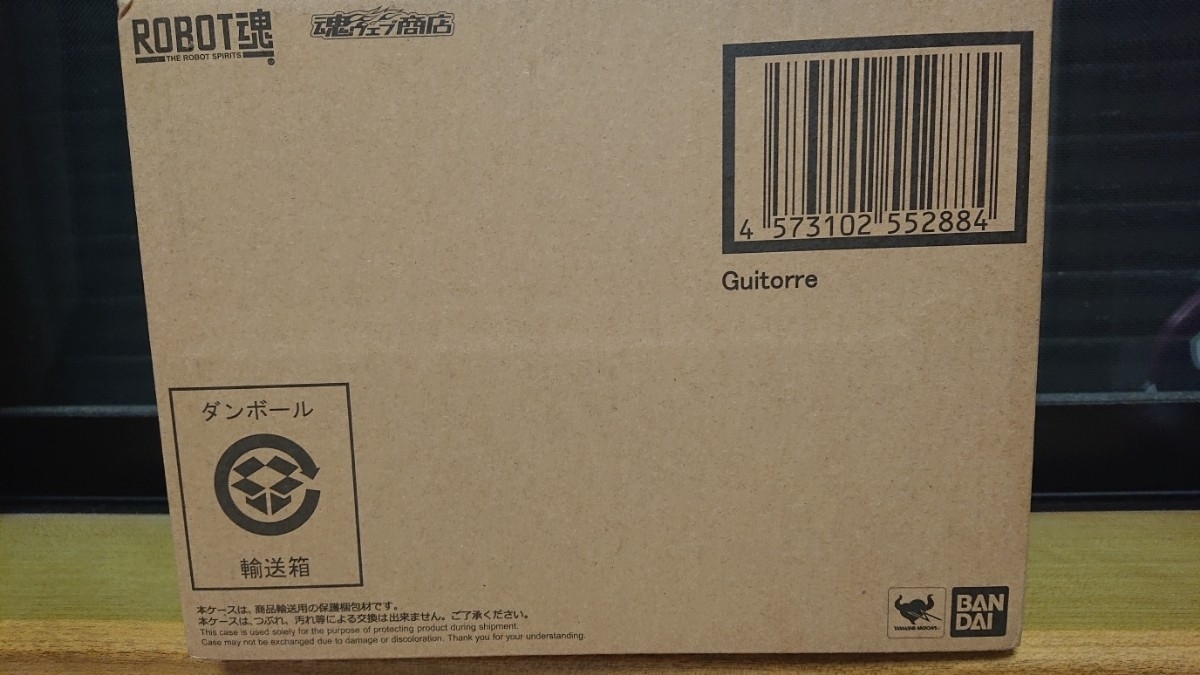 ROBOT魂
THE ROBOT SPIRITS
魂ウェブ商店
4 573102 552884
Guitorre
ダンボール
輸送箱
本ケースは、商品輸送用の保護梱包材です。
本ケースは、つぶれ、汚れ等による交換は出来ません。ご了承ください。
This case is used solely for the purpose of protecting product during shipment.
Case may not be exchanged due to damage or discoloration. Thank you for your understanding.
TAMASHII NATIONS
BAN
DAI